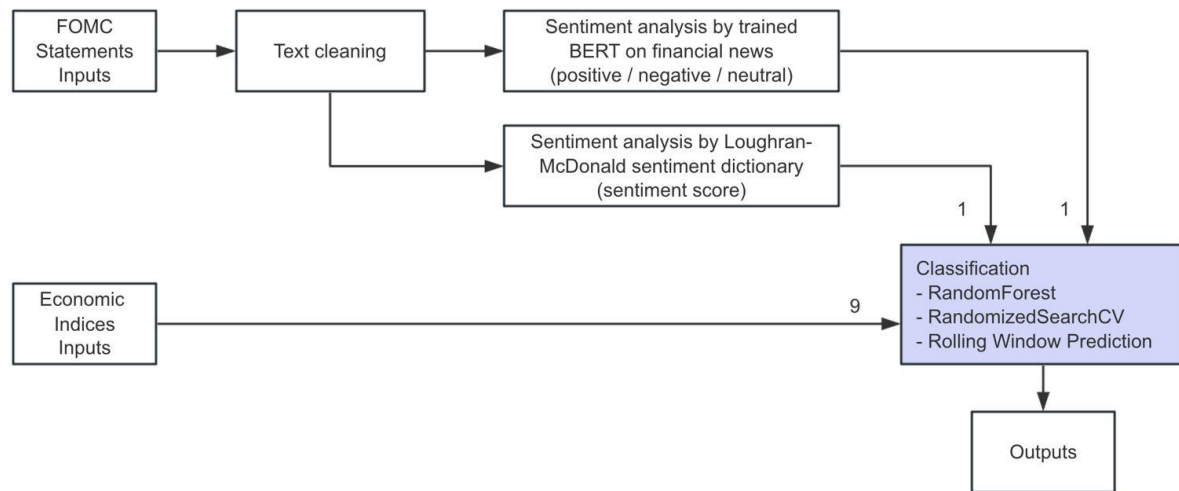 FOMC
Statements
Inputs
Text cleaning
Sentiment analysis by trained
BERT on financial news
(positive / negative / neutral)
Sentiment analysis by Loughran-
McDonald sentiment dictionary
(sentiment score)
1
1
Economic
Indices
Inputs
9
Classification
- RandomForest
- RandomizedSearchCV
- Rolling Window Prediction
Outputs